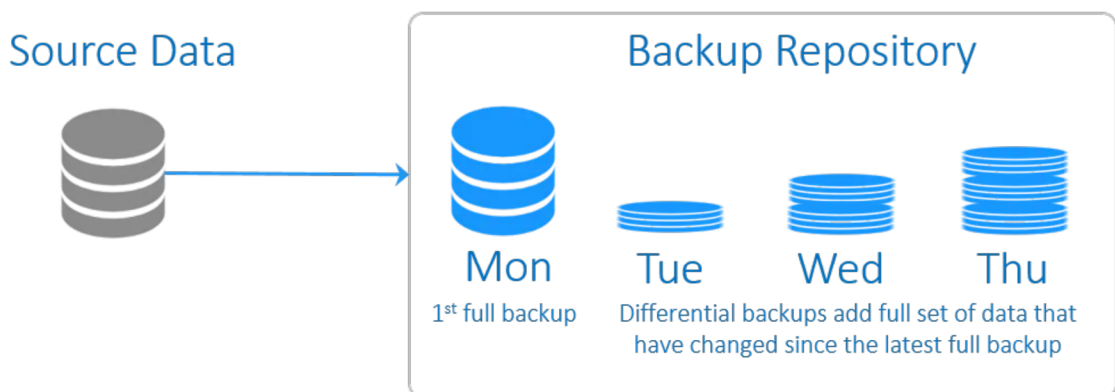 Source Data
Backup Repository
Mon
Tue
Wed
Thu
1st full backup
Differential backups add full set of data that
have changed since the latest full backup